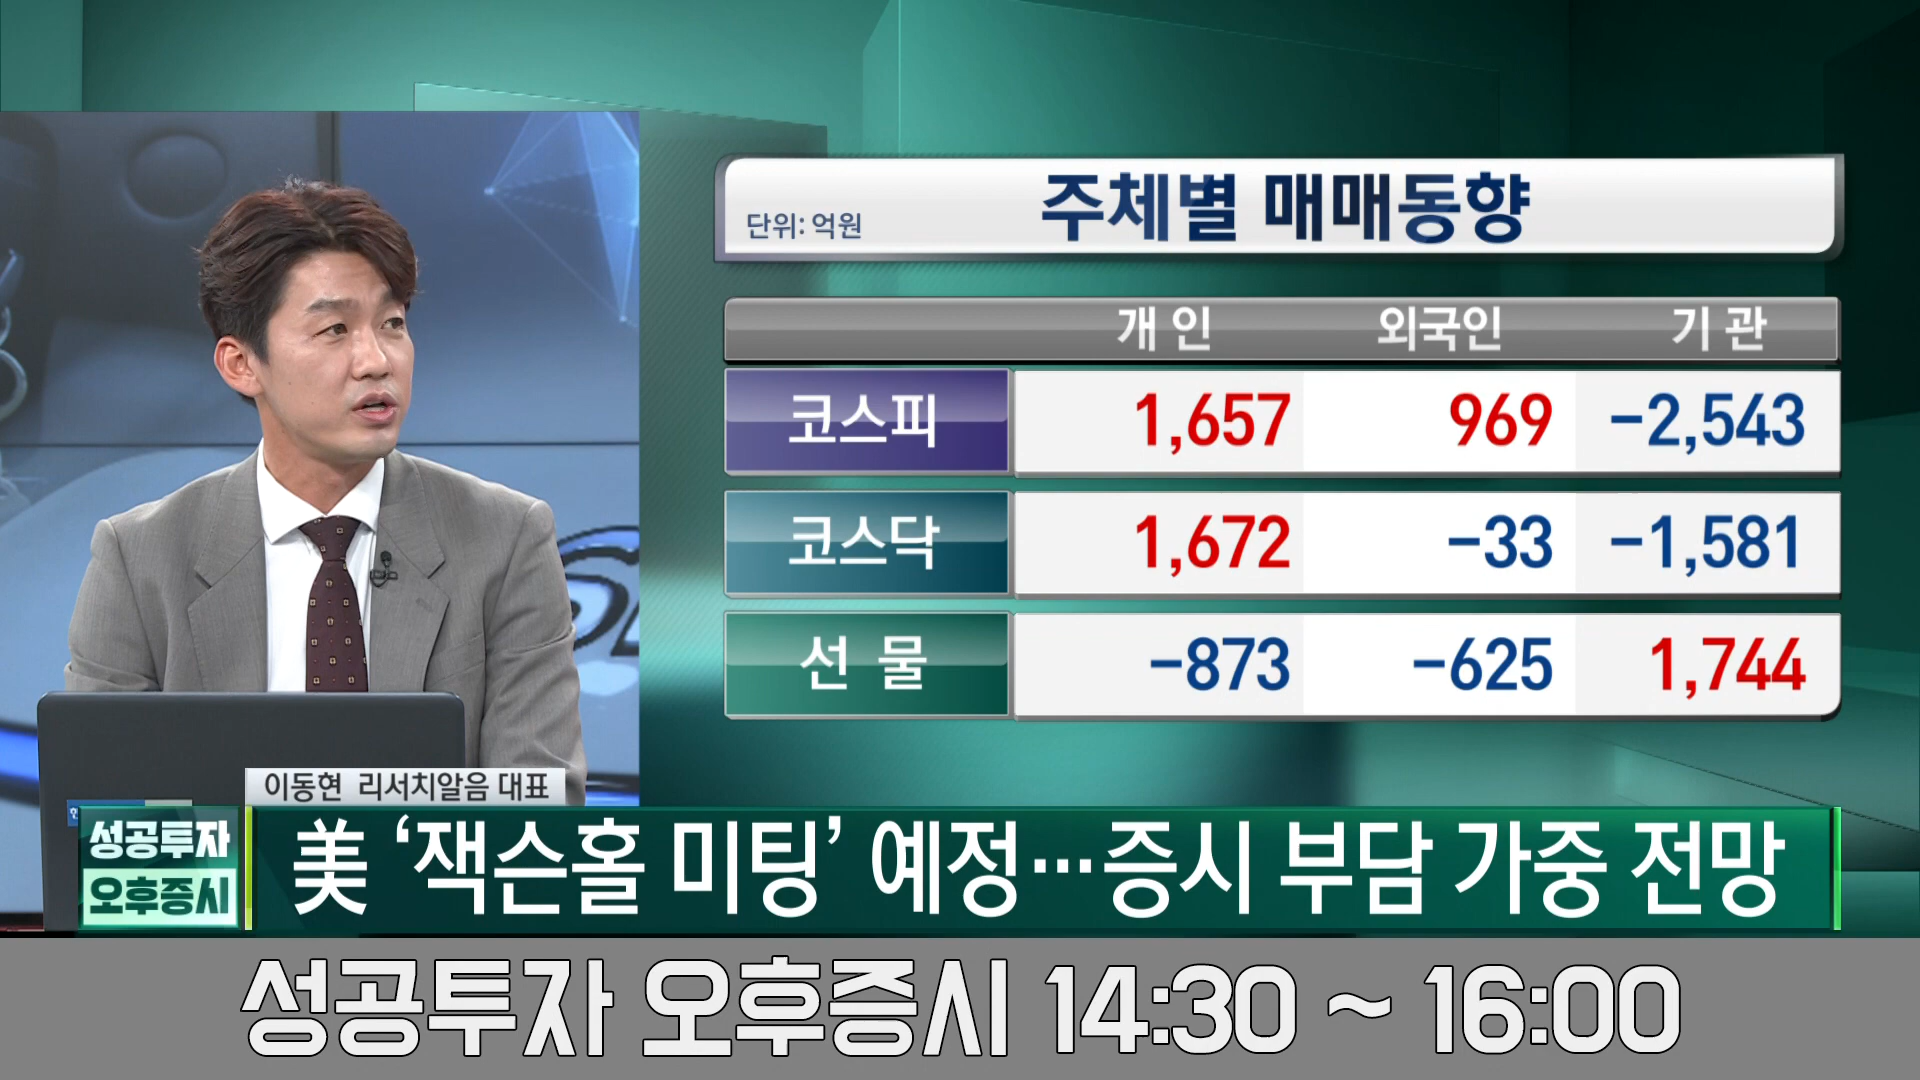 주체별 매매동향
단위: 억원
개인 외국인 기관
코스피 1,657 969 -2,543
코스닥 1,672 -33 -1,581
선물 -873 -625 1,744
이동현 리서치알음 대표
성공투자
오후증시
美 ‘잭슨홀 미팅’ 예정…증시 부담 가중 전망
성공투자 오후증시 14:30 ~ 16:00